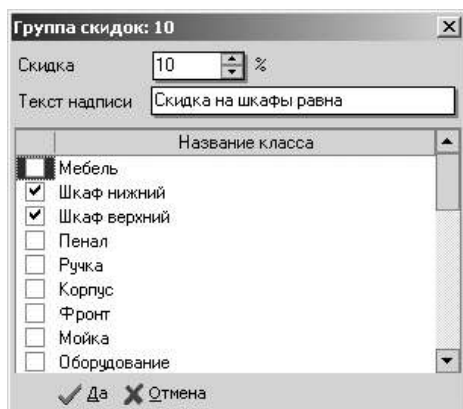 Группа скидок: 10
Скидка 10 %
Текст надписи Скидка на шкафы равна
Название класса
Мебель
Шкаф нижний
Шкаф верхний
Пенал
Ручка
Корпус
Фронт
Мойка
Оборудование
Да Отмена